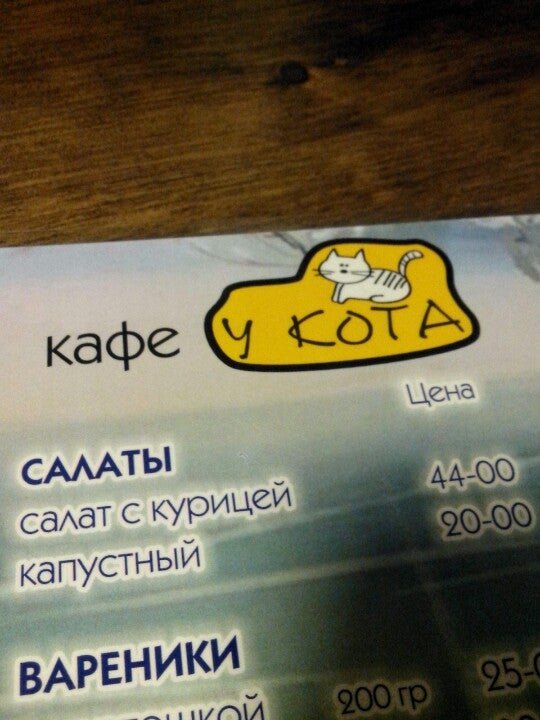 кафе У КОТА
Цена
САЛАТЫ
салат с курицей 44-00
капустный 20-00
ВАРЕНИКИ
200 гр